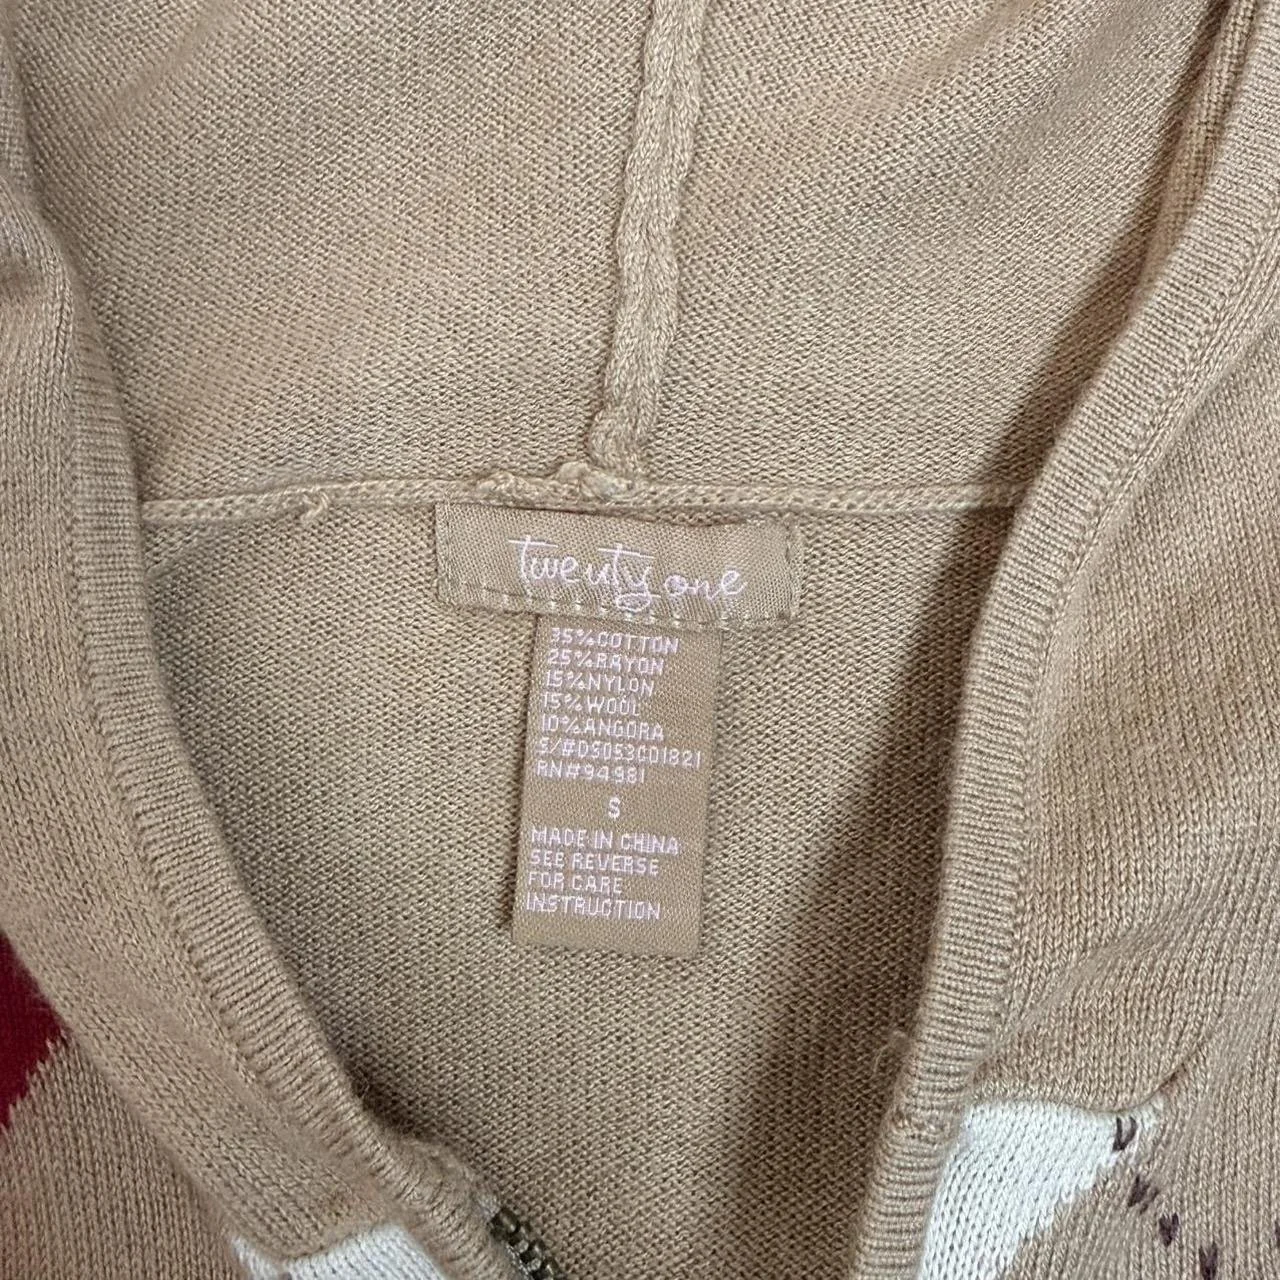 twenty one
35%COTTON
25%RAYON
15%NYLON
15%WOOL
10%ANGORA
S/#DS053CD1821
RN#94981
S
MADE IN CHINA
SEE REVERSE
FOR CARE
INSTRUCTION